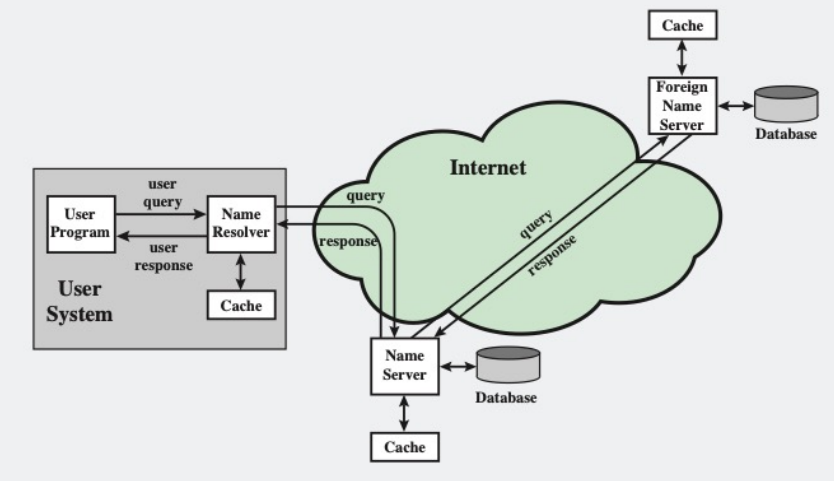 Cache
Foreign
Name
Server
Database
Internet
user
query
User
Program
Name
Resolver
user
response
User
System
Cache
query
response
query
response
Name
Server
Database
Cache